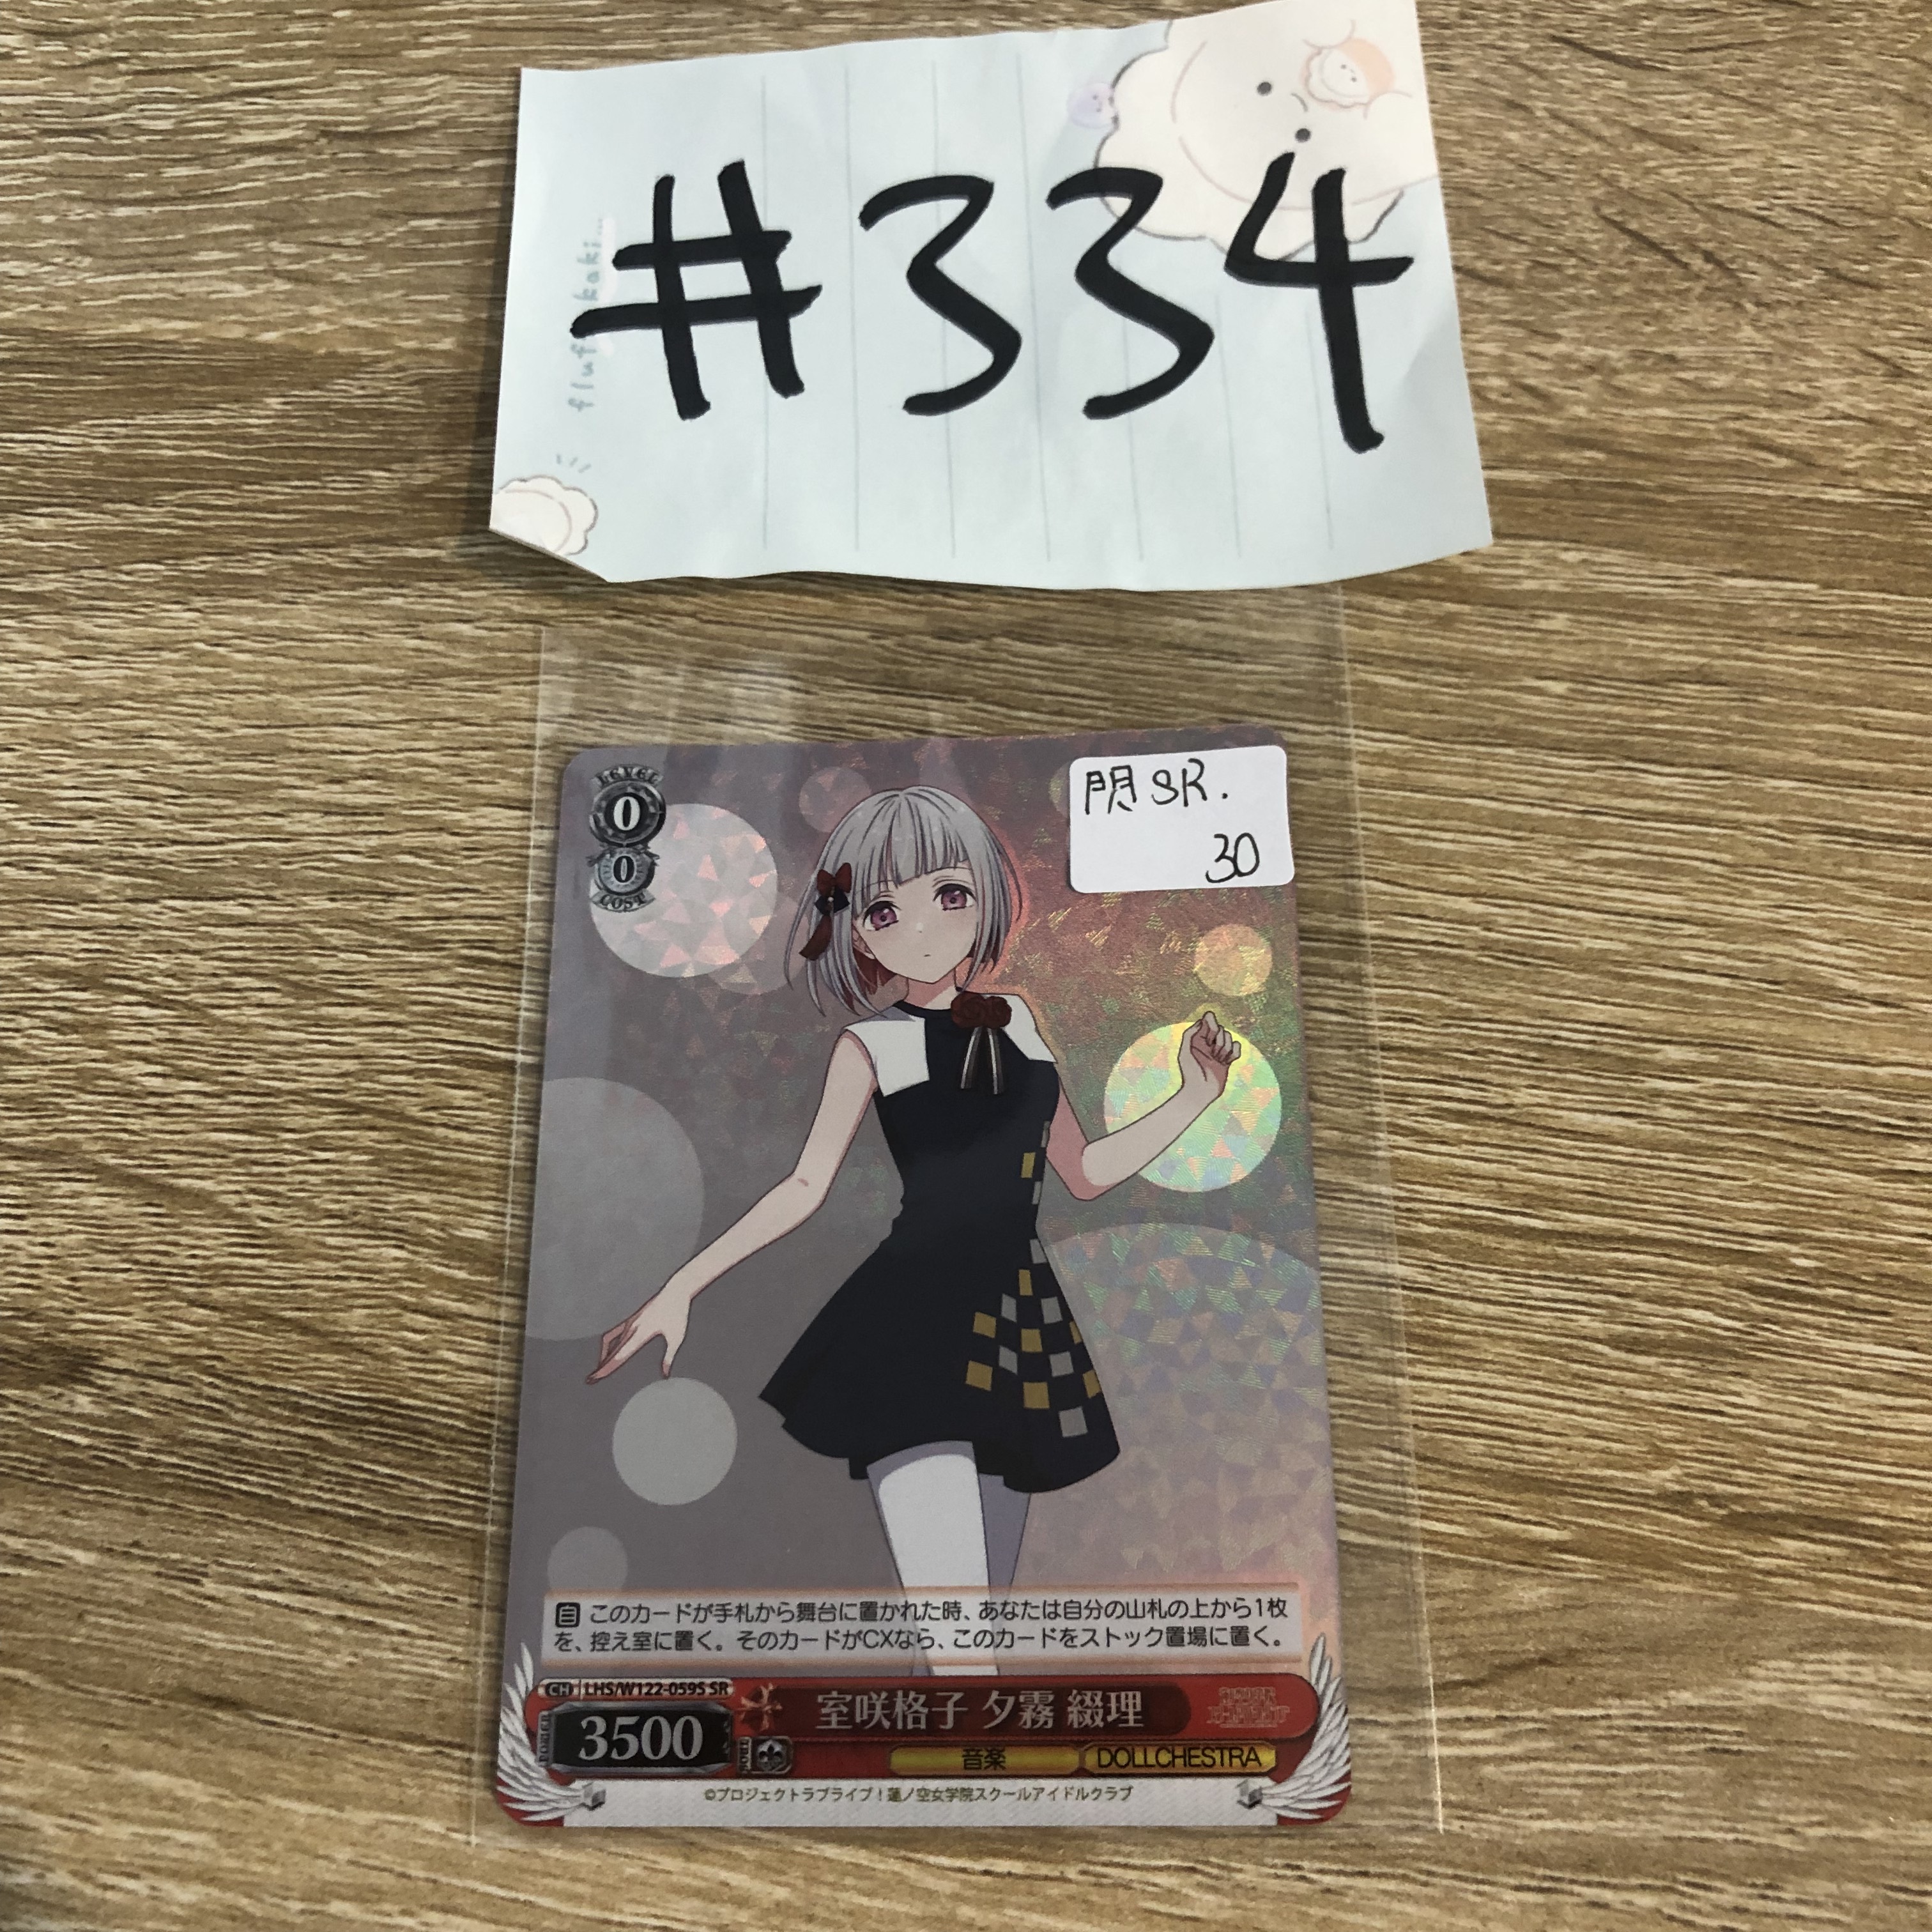 #334
flufukaki...
LEVEL
0
0
COST
閃SR.
30
自 このカードが手札から舞台に置かれた時、あなたは自分の山札の上から1枚
を、控え室に置く。そのカードがCXなら、このカードをストック置場に置く。
CH LHS/W122-059S SR
POWER 3500
SOUL
室咲格子 夕霧 綴理
音楽 DOLLCHESTRA
©プロジェクトラブライブ！蓮ノ空女学院スクールアイドルクラブ